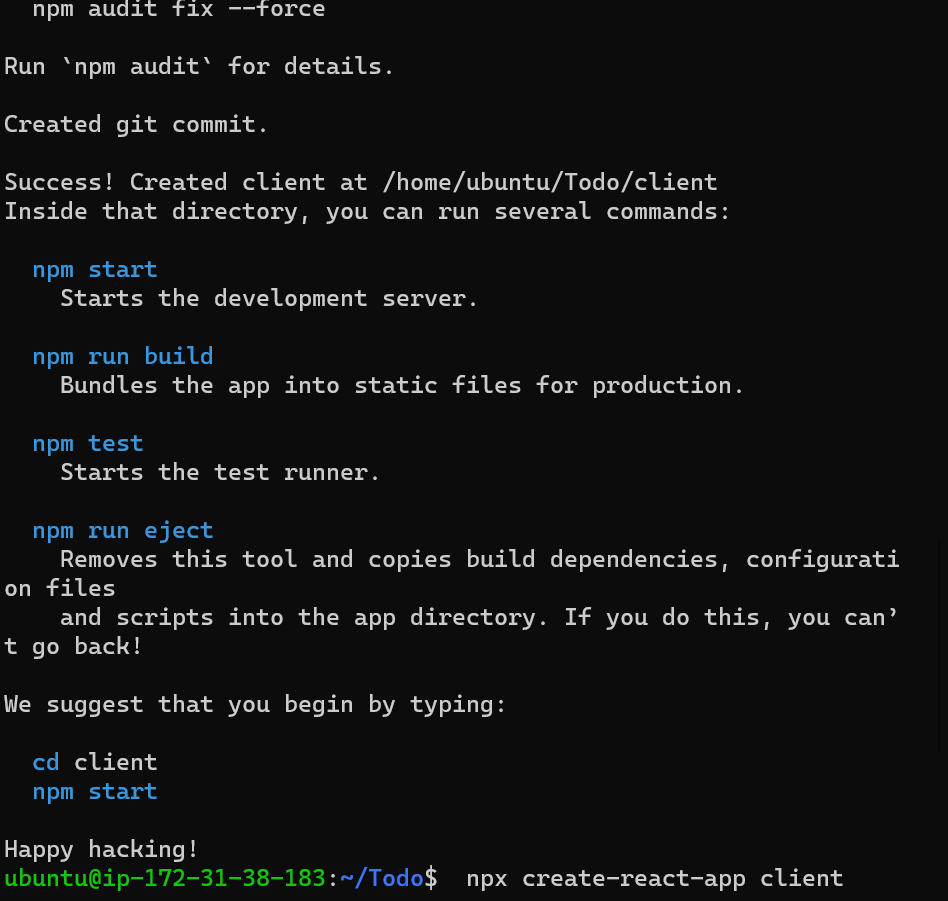 npm audit fix --force
Run `npm audit` for details.
Created git commit.
Success! Created client at /home/ubuntu/Todo/client
Inside that directory, you can run several commands:
npm start
Starts the development server.
npm run build
Bundles the app into static files for production.
npm test
Starts the test runner.
npm run eject
Removes this tool and copies build dependencies, configurati
on files
and scripts into the app directory. If you do this, you can’
t go back!
We suggest that you begin by typing:
cd client
npm start
Happy hacking!
ubuntu@ip-172-31-38-183:~/Todo$  npx create-react-app client